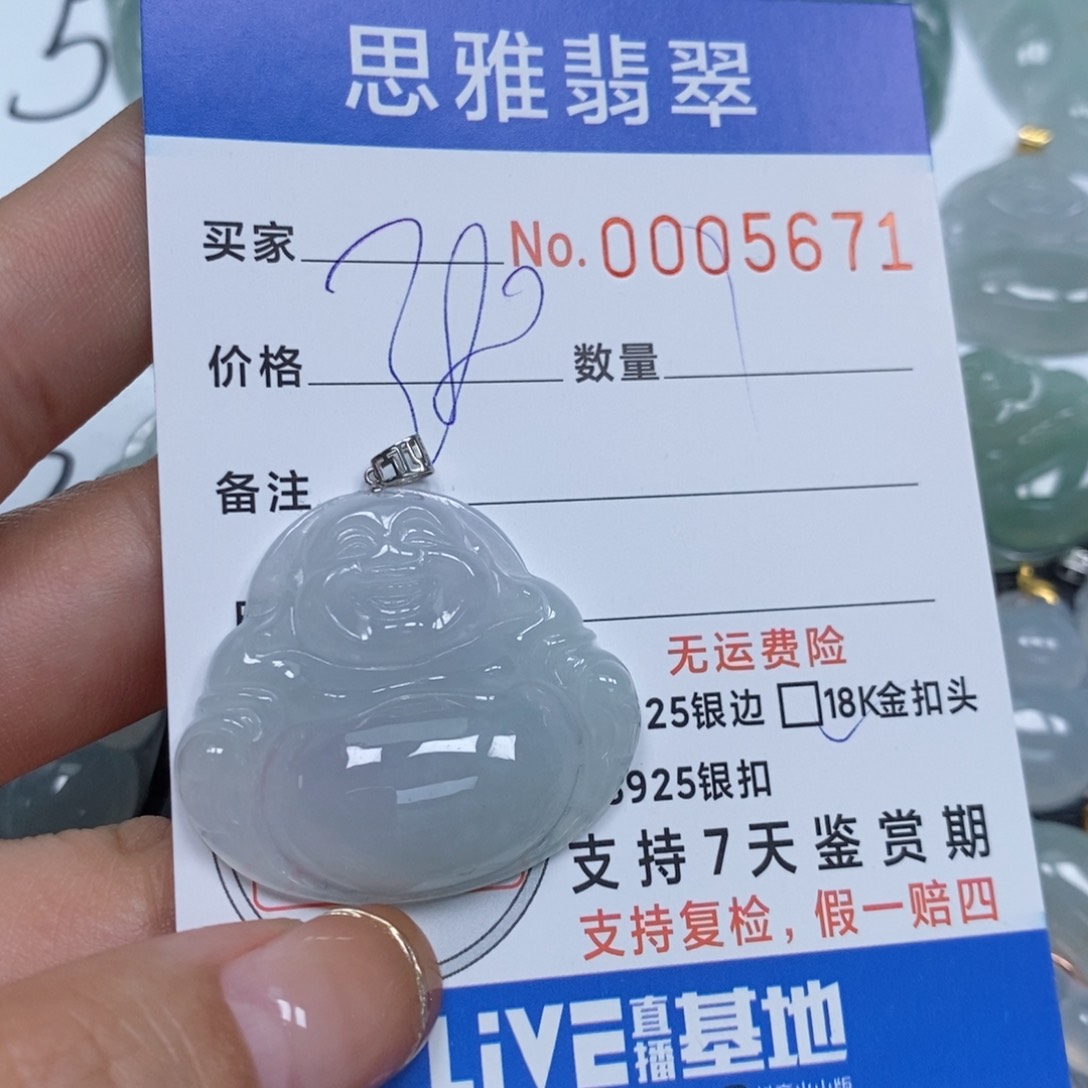 5
思雅翡翠
买家 No.0005671
价格 数量
备注
无运费险
25银边 □18K金扣头
S925银扣
支持7天鉴赏期
支持复检，假一赔四
LiVE直播基地